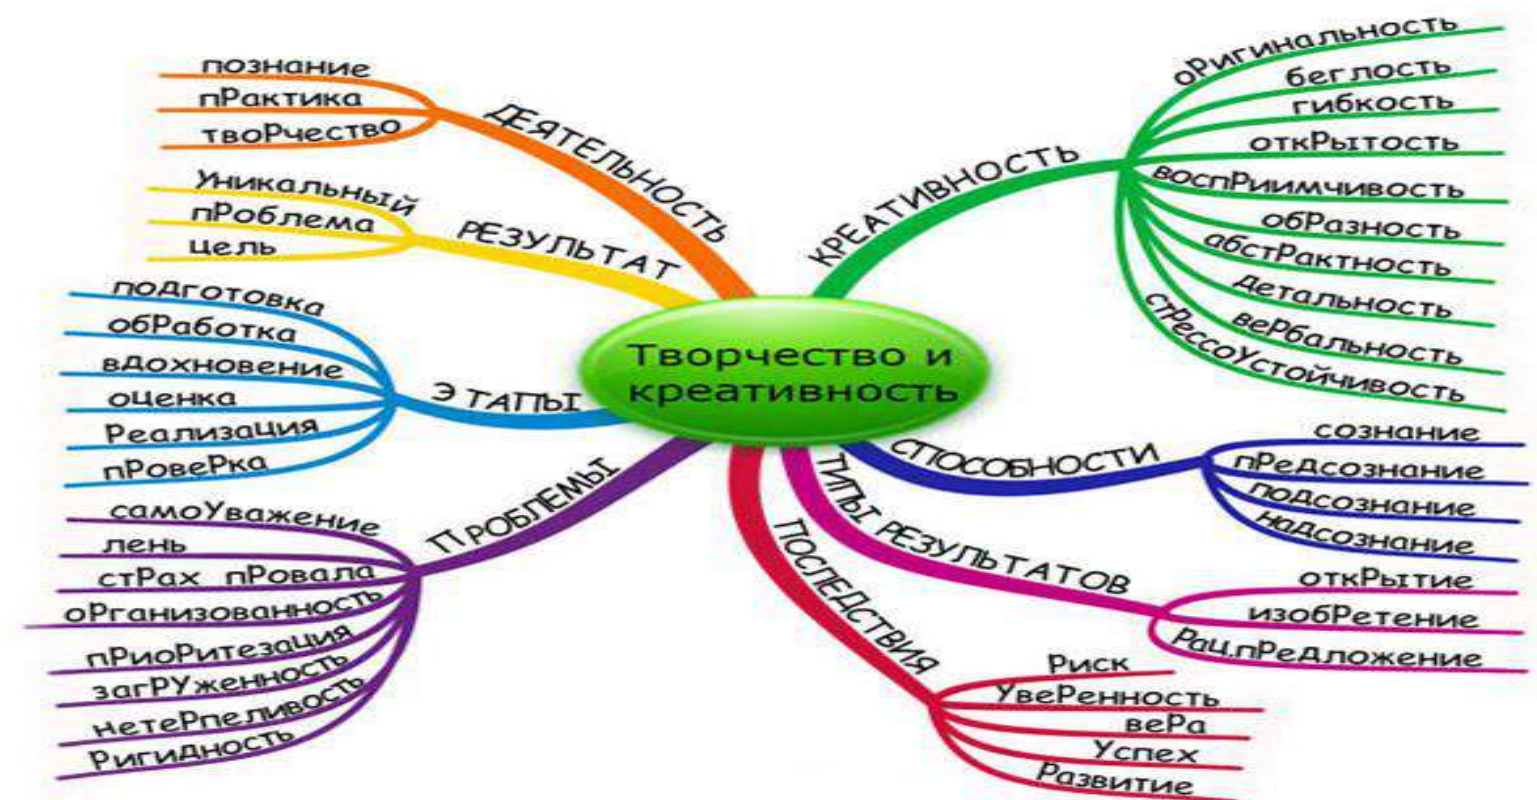 Творчество и
креативность
ДЕЯТЕЛЬНОСТЬ
познание
пРактика
твоРчество
РЕЗУЛЬТАТ
Уникальный
пРоблема
цель
ЭТАПЫ
подготовка
обРаботка
вдохновение
оценка
Реализация
пРовеРка
ПРОБЛЕМЫ
самоУважение
лень
стРах пРовала
оРганизованность
пРиоРитезация
загРУженность
нетеРпеливость
Ригидность
КРЕАТИВНОСТЬ
оРигинальность
беглость
гибкость
откРытость
воспРиимчивость
обРазность
абстРактность
детальность
веРбальность
стРессоУстойчивость
СПОСОБНОСТИ
сознание
пРедсознание
подсознание
надсознание
ТИПЫ РЕЗУЛЬТАТОВ
откРытие
изобРетение
Рац.пРедложение
ПОСЛЕДСТВИЯ
Риск
УвеРенность
веРа
Успех
Развитие